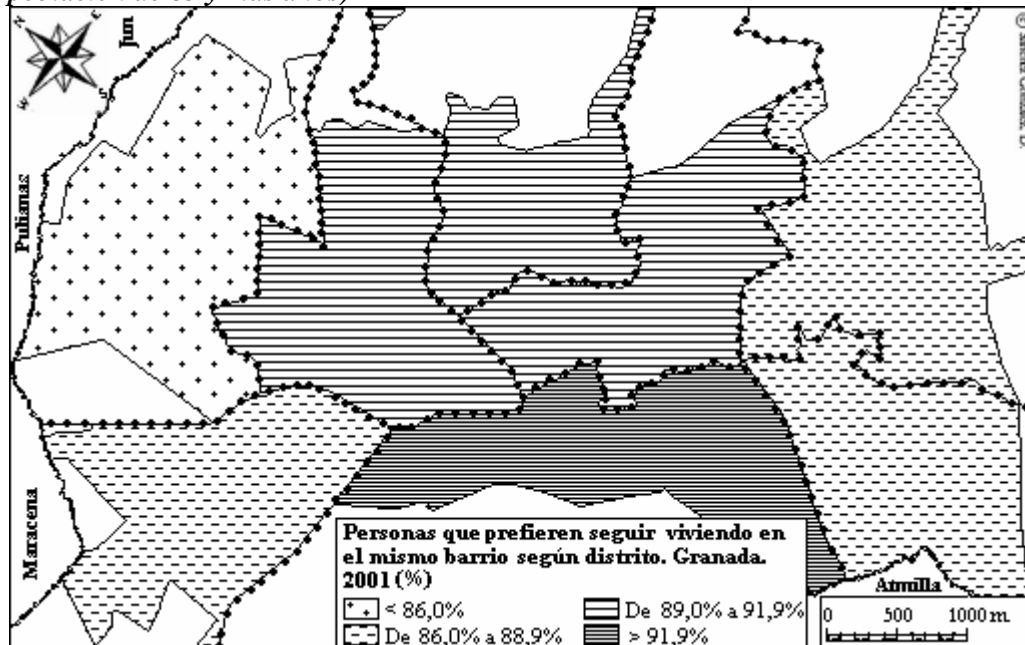 N
E
W
S
Jun
Pulianas
Maracena
Personas que prefieren seguir viviendo en
el mismo barrio según distrito. Granada.
2001 (%)
< 86,0%
De 89,0% a 91,9%
De 86,0% a 88,9%
> 91,9%
Armilla
0 500 1000 m.